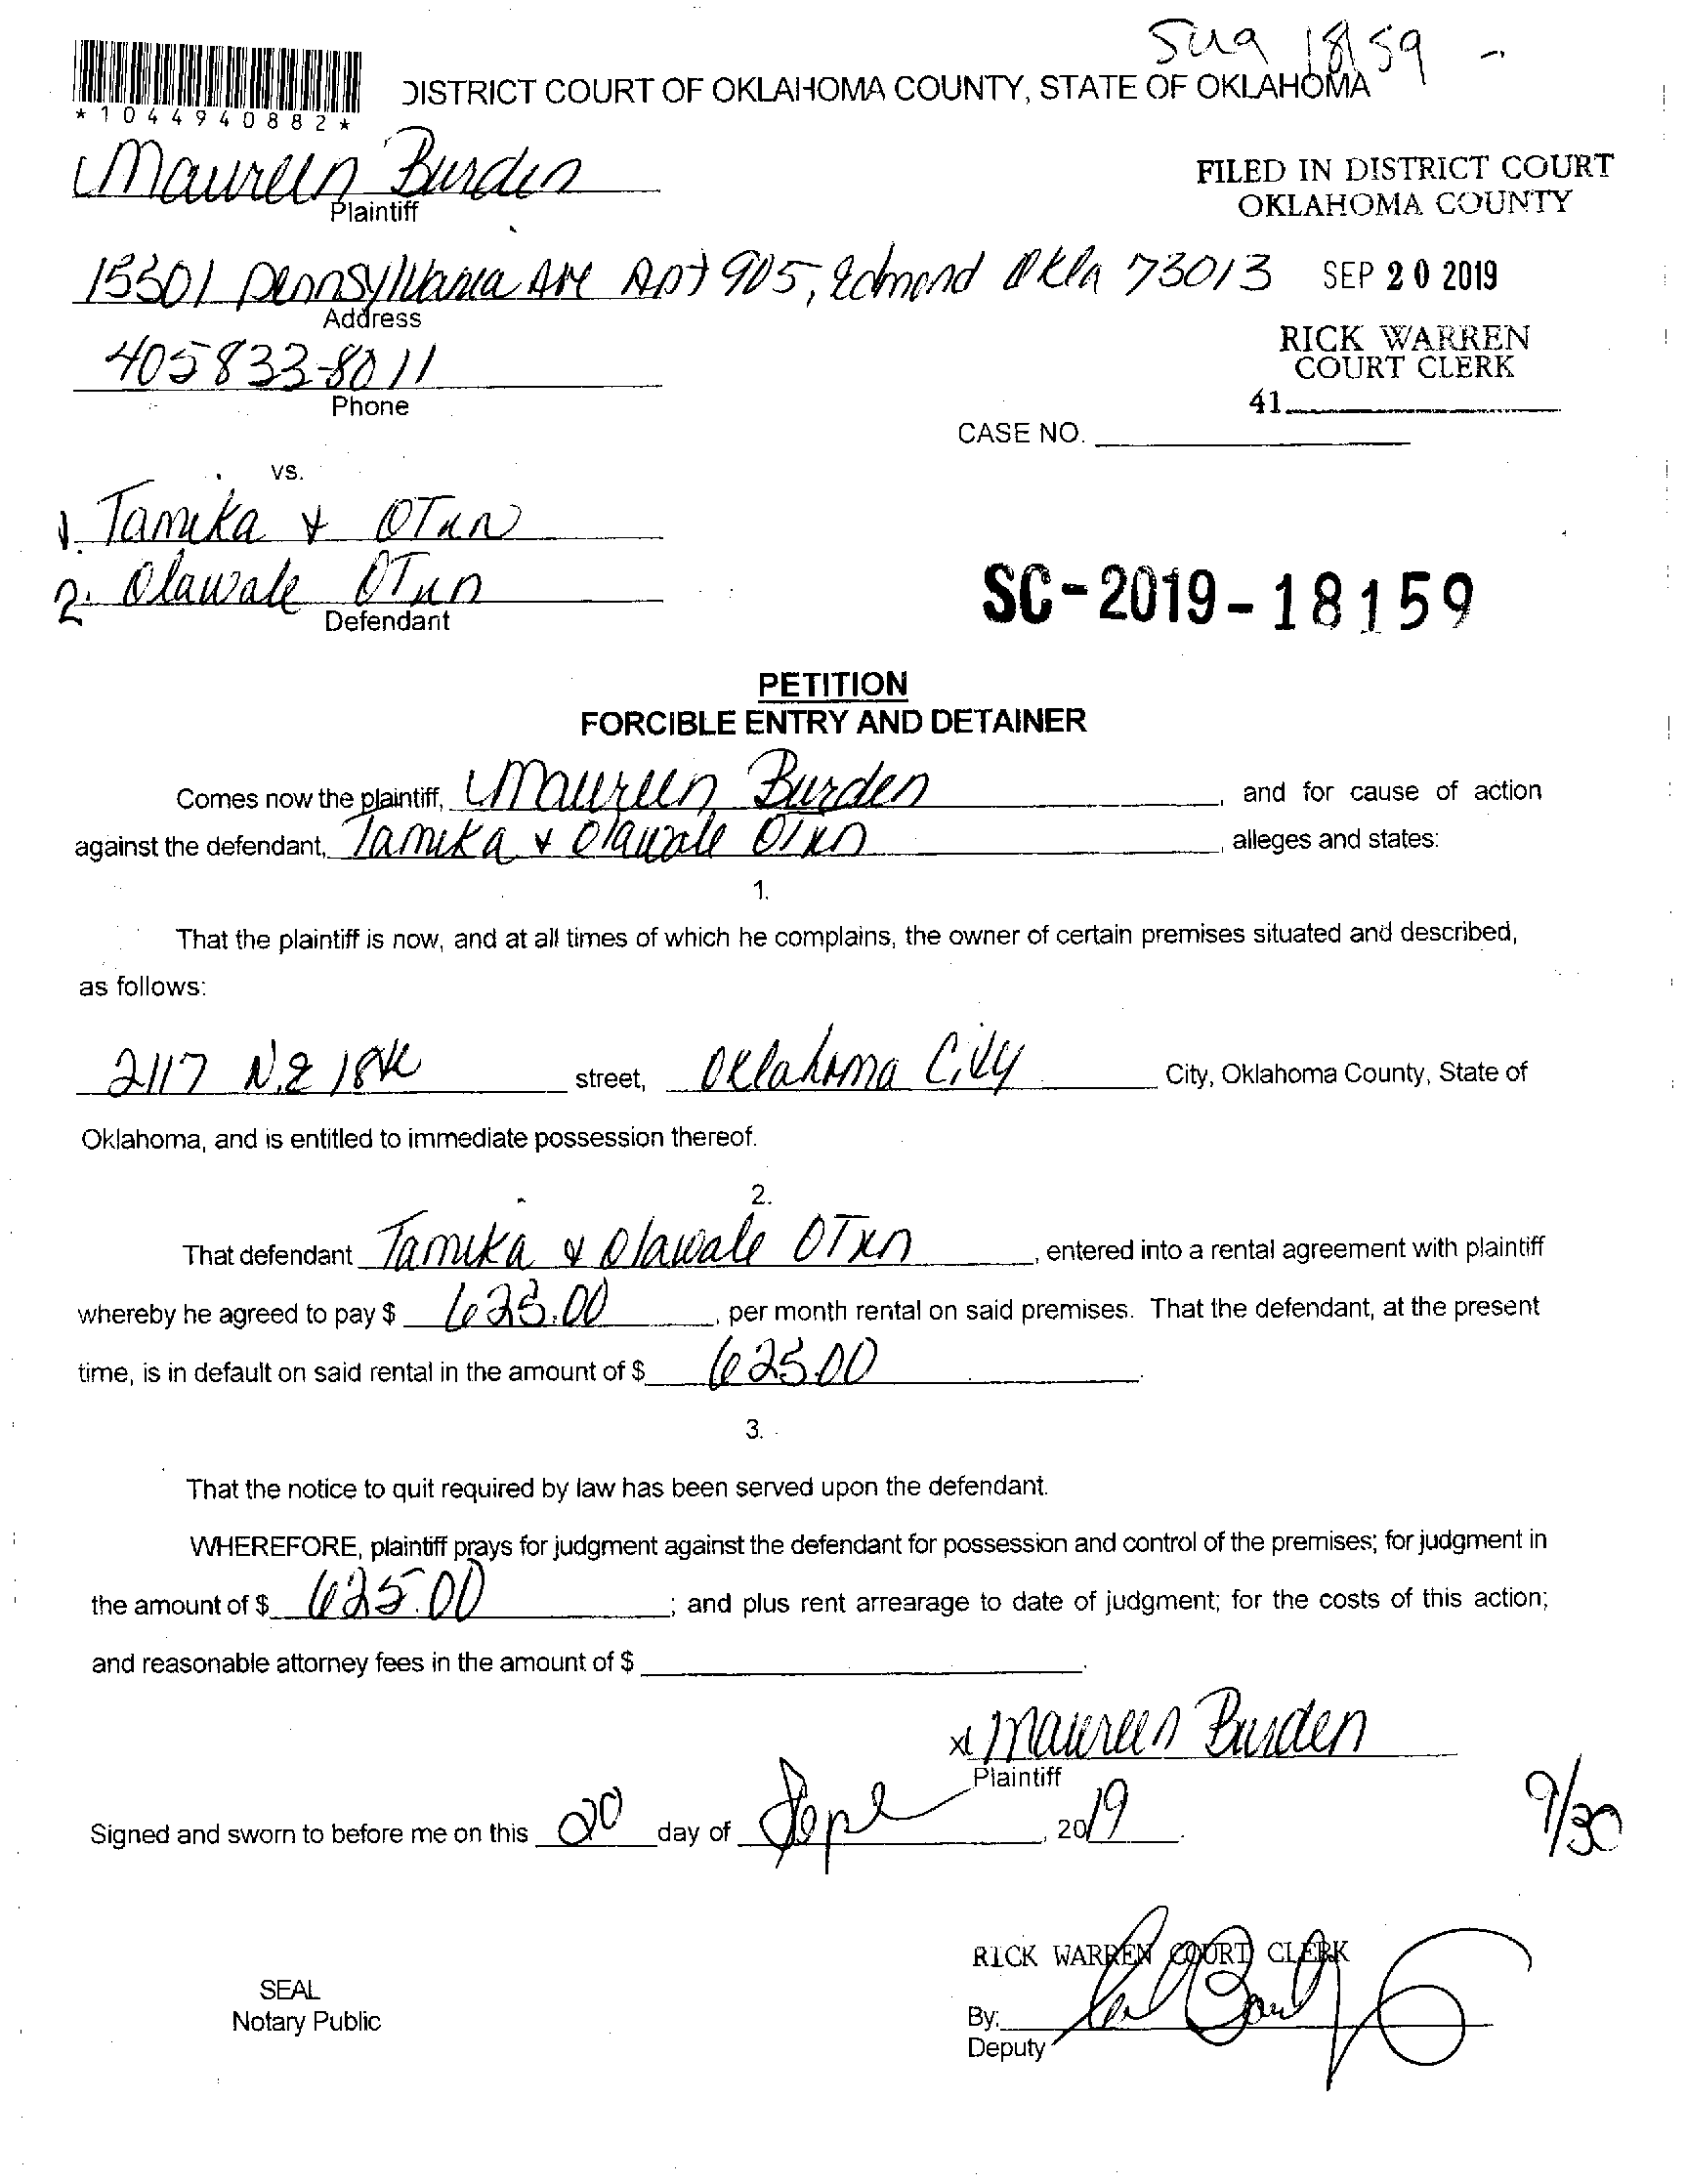 Sug 18159 -
DISTRICT COURT OF OKLAHOMA COUNTY, STATE OF OKLAHOMA
*1044940882*
Maureen Burden
Plaintiff
FILED IN DISTRICT COURT
OKLAHOMA COUNTY
15301 Pennsylvania Ave Apt 905, Edmond Okla 73013
Address
SEP 20 2019
405 833-8011
Phone
RICK WARREN
COURT CLERK
41
CASE NO.
vs.
1. Tamika & OTun
2. Olawale OTun
Defendant
SC-2019-18159
PETITION
FORCIBLE ENTRY AND DETAINER
Comes now the plaintiff, Maureen Burden, and for cause of action
against the defendant, Tamika & Olawale OTun, alleges and states:
1.
That the plaintiff is now, and at all times of which he complains, the owner of certain premises situated and described,
as follows:
2117 N.E 18th street, Oklahoma City City, Oklahoma County, State of
Oklahoma, and is entitled to immediate possession thereof.
2.
That defendant Tamika & Olawale OTun, entered into a rental agreement with plaintiff
whereby he agreed to pay $ 625.00, per month rental on said premises. That the defendant, at the present
time, is in default on said rental in the amount of $ 625.00.
3.
That the notice to quit required by law has been served upon the defendant.
WHEREFORE, plaintiff prays for judgment against the defendant for possession and control of the premises; for judgment in
the amount of $ 625.00; and plus rent arrearage to date of judgment; for the costs of this action;
and reasonable attorney fees in the amount of $.
x Maureen Burden
Plaintiff
Signed and sworn to before me on this 20 day of Sept, 2019.
9/30
RICK WARREN COURT CLERK
SEAL
Notary Public
By:
Deputy